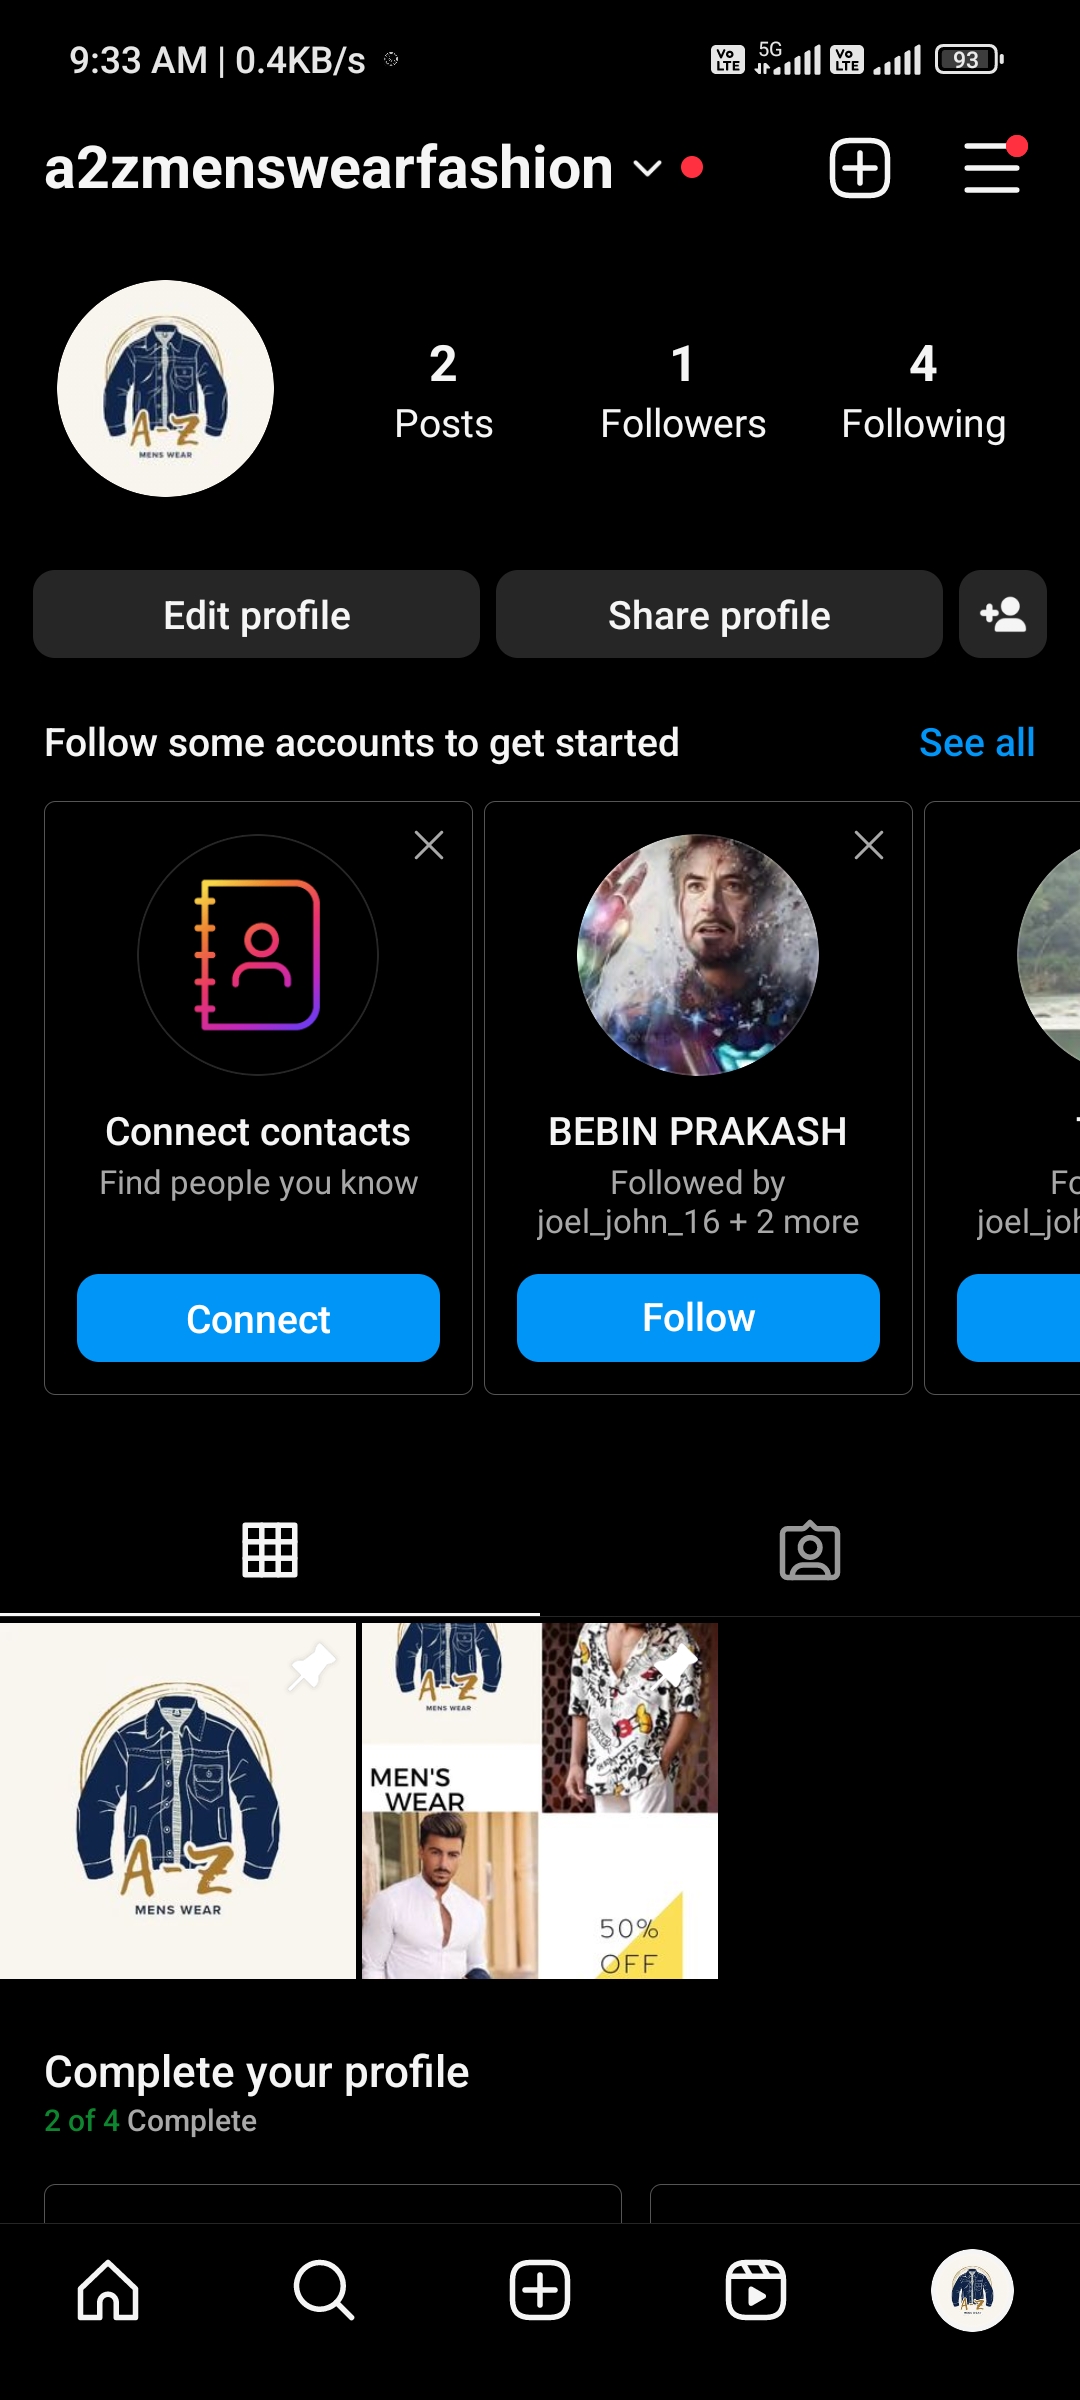 9:33 AM | 0.4KB/s
Vo LTE 5G Vo LTE 93
a2zmenswearfashion
A-Z
MENS WEAR
2 1 4
Posts Followers Following
Edit profile Share profile
Follow some accounts to get started See all
Connect contacts
Find people you know
Connect
BEBIN PRAKASH
Followed by
joel_john_16 + 2 more
Follow
Fo
joel_joh
A-Z
MENS WEAR
A-Z
MENS WEAR
MEN'S
WEAR
50%
OFF
Complete your profile
2 of 4 Complete
A-Z